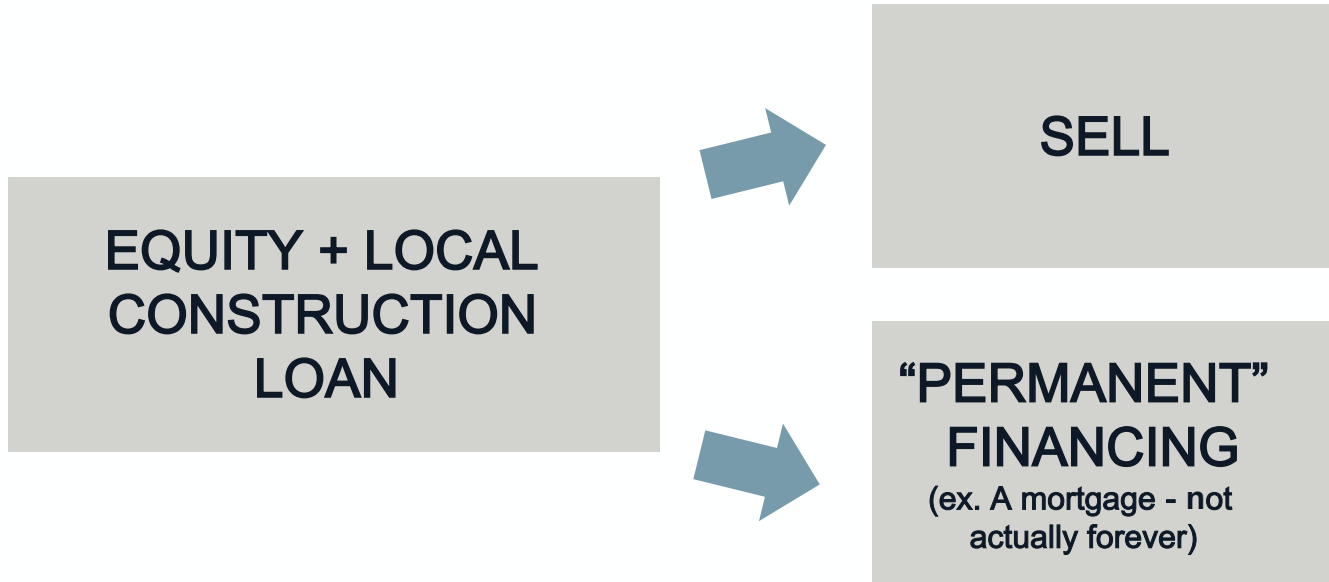 EQUITY + LOCAL
CONSTRUCTION
LOAN
SELL
“PERMANENT”
FINANCING
(ex. A mortgage - not
actually forever)